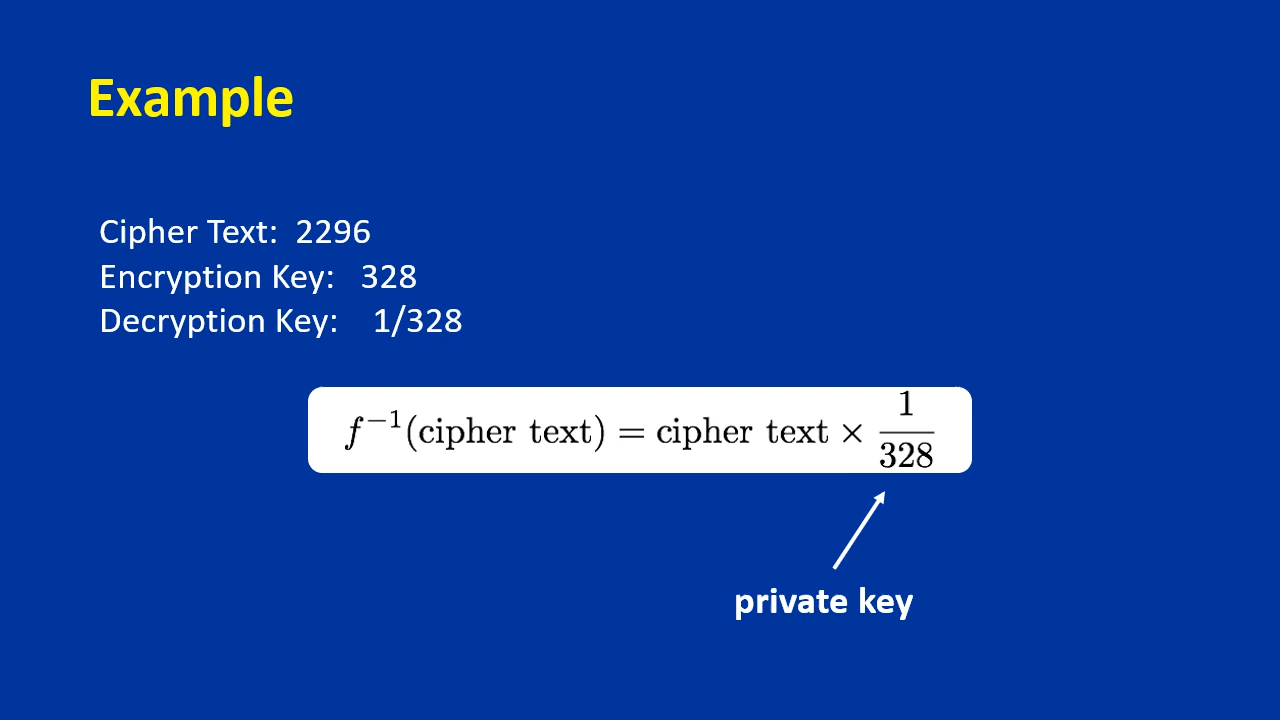 Example
Cipher Text: 2296
Encryption Key: 328
Decryption Key: 1/328
f⁻¹(cipher text) = cipher text × 1/328
private key